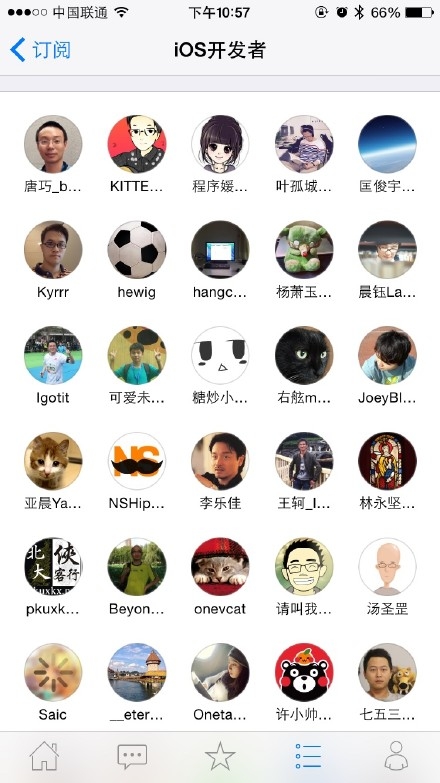 中国联通 下午10:57 66%
订阅 iOS开发者
唐巧_b... KITTE... 程序媛... 叶孤城... 匡俊宇...
Kyrrr hewig hangc... 杨萧玉... 晨钰La...
Igotit 可爱未... 糖炒小... 右舷m... JoeyBl...
NS
亚晨Ya... NSHip... 李乐佳 王轲_I... 林永坚...
北大侠客行
pkuxkx.n
pkuxk... Beyon... onevcat 请叫我... 汤圣罡
Saic __eter... Oneta... 许小帅... 七五三...